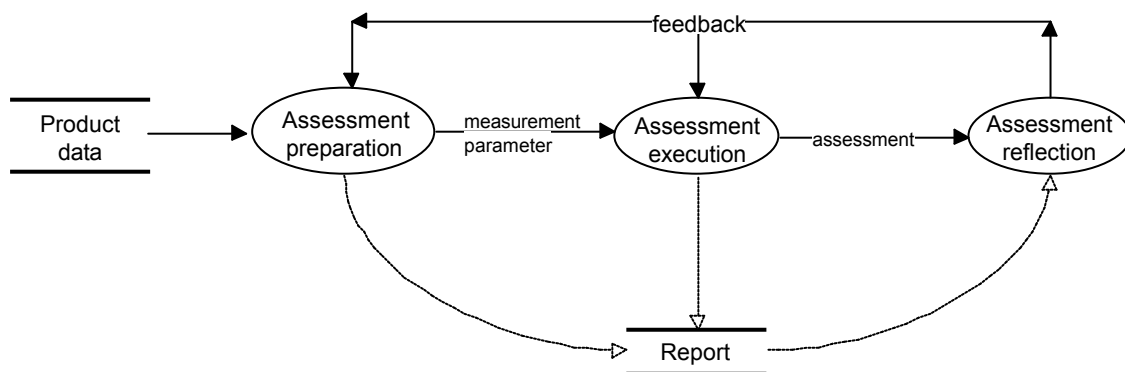 feedback
Product
data
Assessment
preparation
measurement
parameter
Assessment
execution
assessment
Assessment
reflection
Report